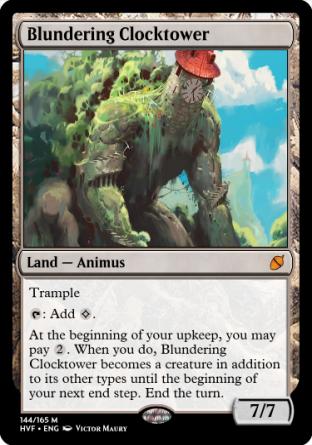 Blundering Clocktower
Land — Animus
Trample
: Add .
At the beginning of your upkeep, you may
pay 2 . When you do, Blundering
Clocktower becomes a creature in addition
to its other types until the beginning of
your next end step. End the turn.
7/7
144/165 M
HVF • ENG VICTOR MAURY